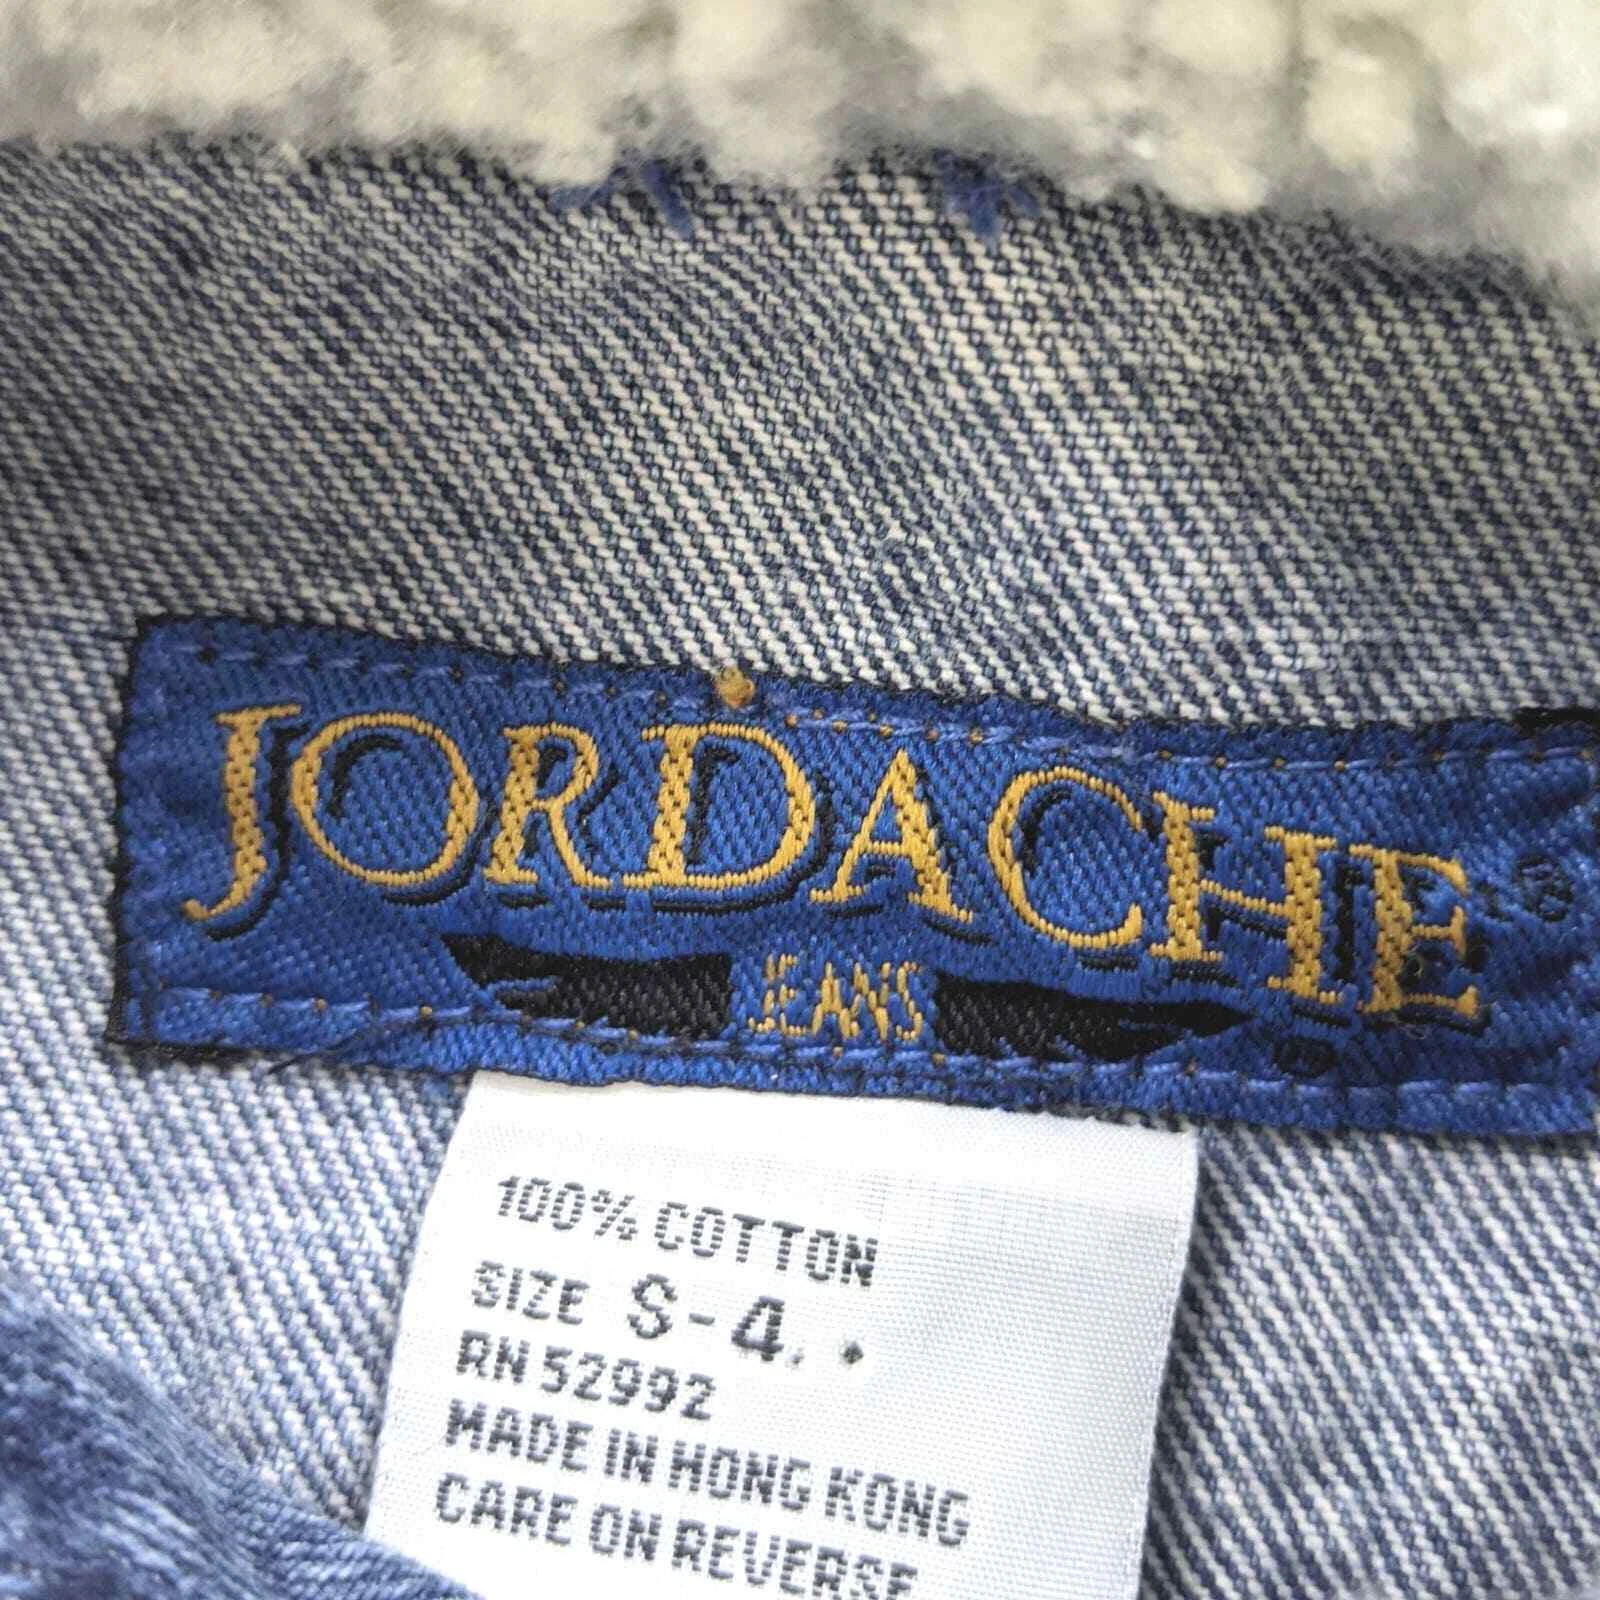 JORDACHE ®
JEANS
100% COTTON
SIZE S-4
RN 52992
MADE IN HONG KONG
CARE ON REVERSE